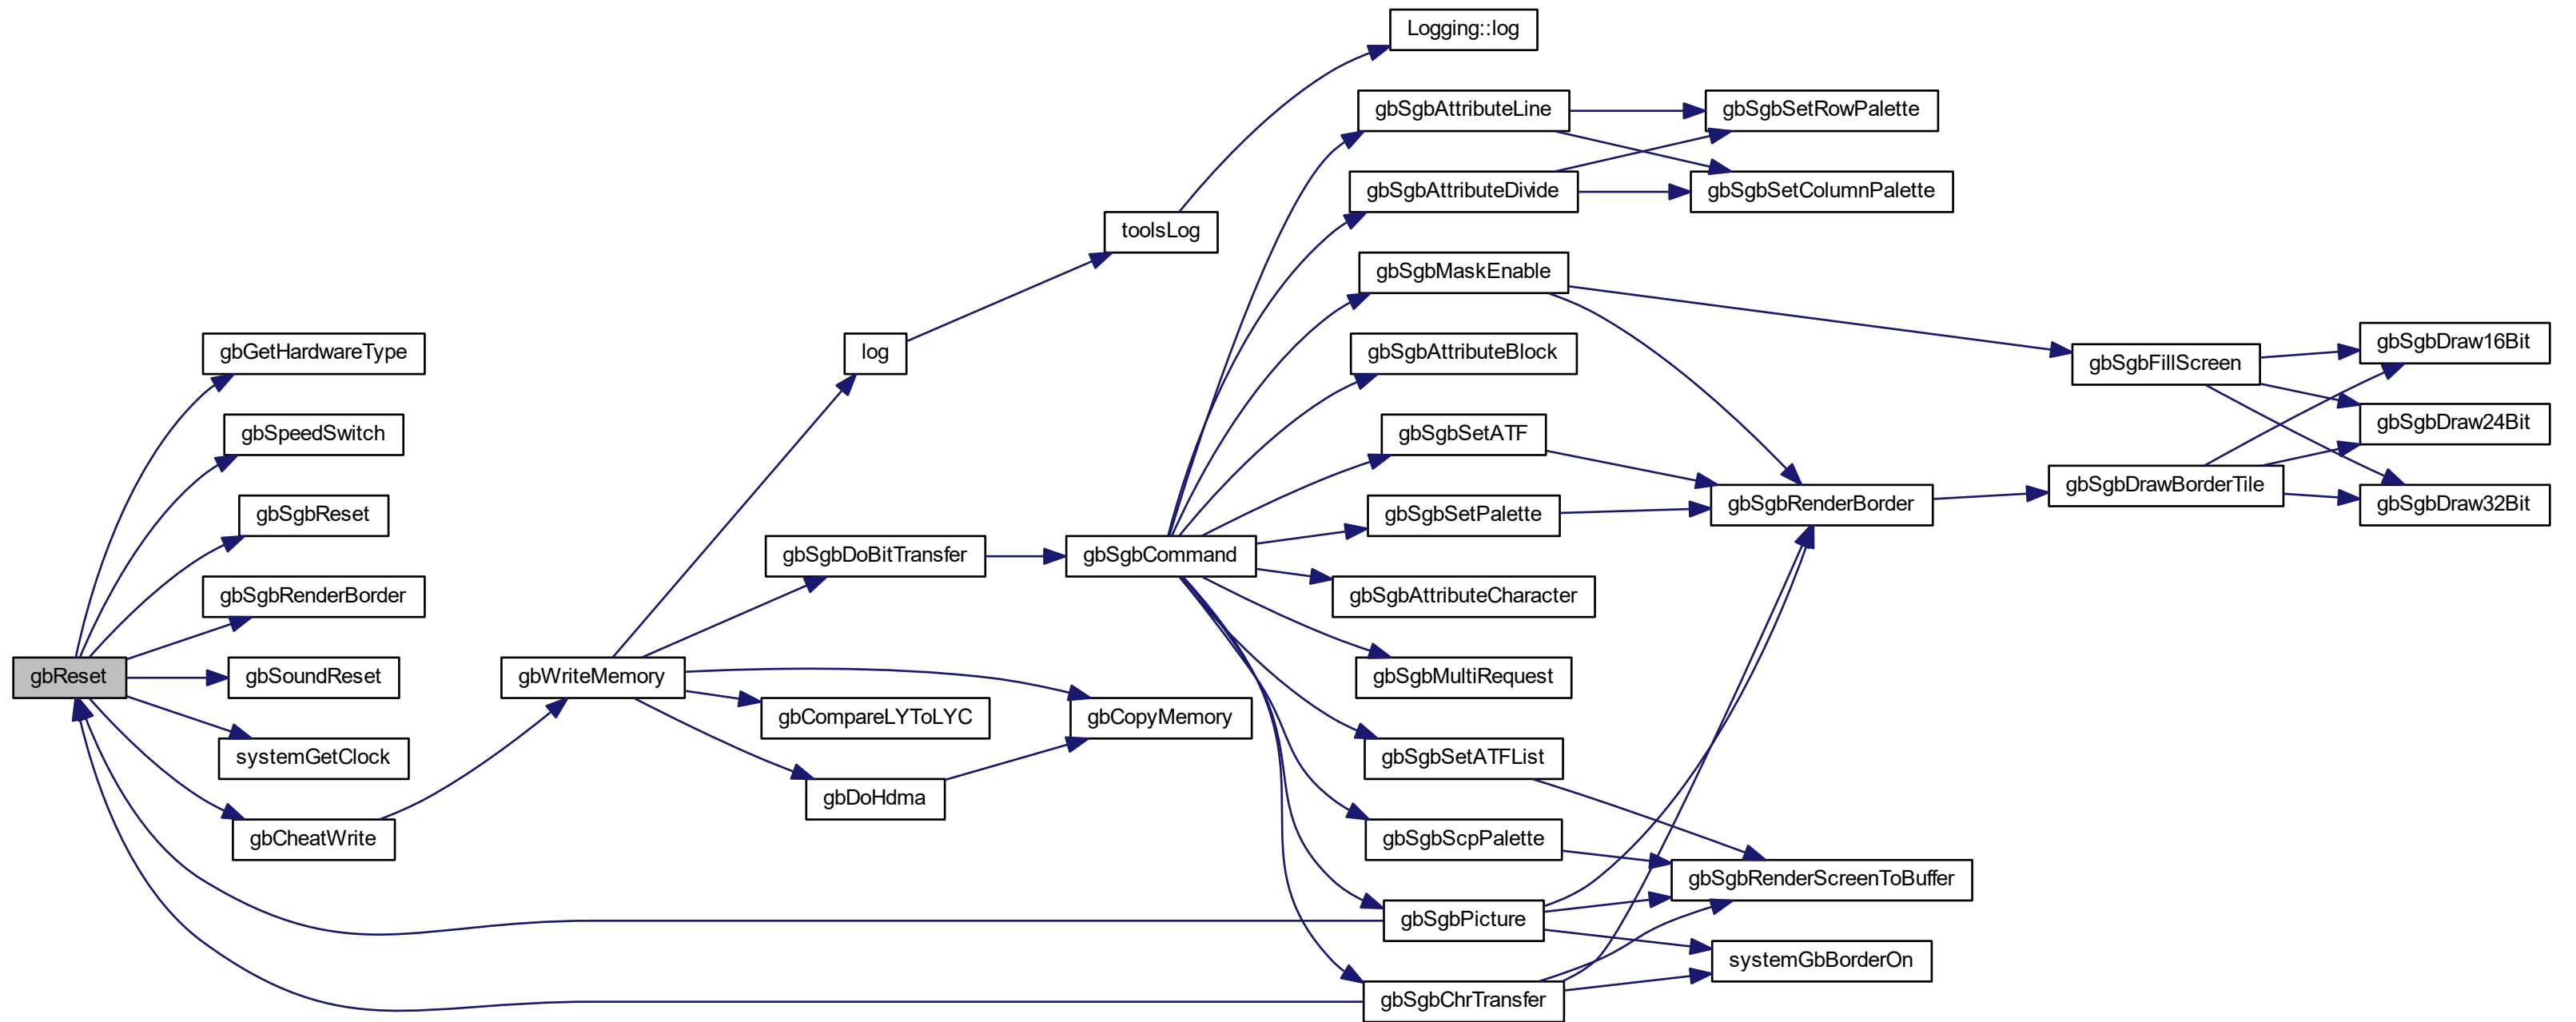 Logging::log
gbSgbAttributeLine
gbSgbSetRowPalette
gbSgbAttributeDivide
gbSgbSetColumnPalette
toolsLog
gbSgbMaskEnable
gbGetHardwareType
log
gbSgbAttributeBlock
gbSgbFillScreen
gbSgbDraw16Bit
gbSpeedSwitch
gbSgbSetATF
gbSgbDraw24Bit
gbSgbReset
gbSgbSetPalette
gbSgbRenderBorder
gbSgbDrawBorderTile
gbSgbDraw32Bit
gbSgbDoBitTransfer
gbSgbCommand
gbSgbRenderBorder
gbSgbAttributeCharacter
gbReset
gbSoundReset
gbWriteMemory
gbSgbMultiRequest
gbCompareLYToLYC
gbCopyMemory
systemGetClock
gbSgbSetATFList
gbDoHdma
gbCheatWrite
gbSgbScpPalette
gbSgbRenderScreenToBuffer
gbSgbPicture
systemGbBorderOn
gbSgbChrTransfer